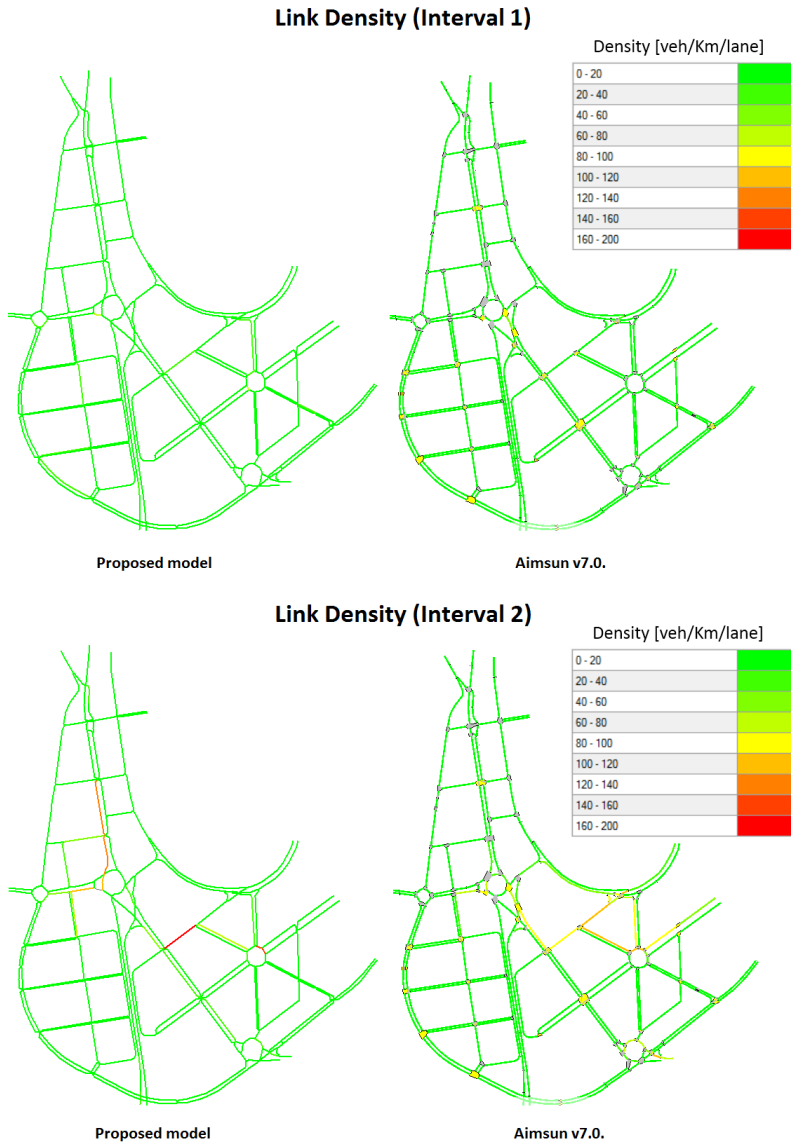 Link Density (Interval 1)
Density [veh/Km/lane]
0 - 20
20 - 40
40 - 60
60 - 80
80 - 100
100 - 120
120 - 140
140 - 160
160 - 200
Proposed model
Aimsun v7.0.
Link Density (Interval 2)
Density [veh/Km/lane]
0 - 20
20 - 40
40 - 60
60 - 80
80 - 100
100 - 120
120 - 140
140 - 160
160 - 200
Proposed model
Aimsun v7.0.